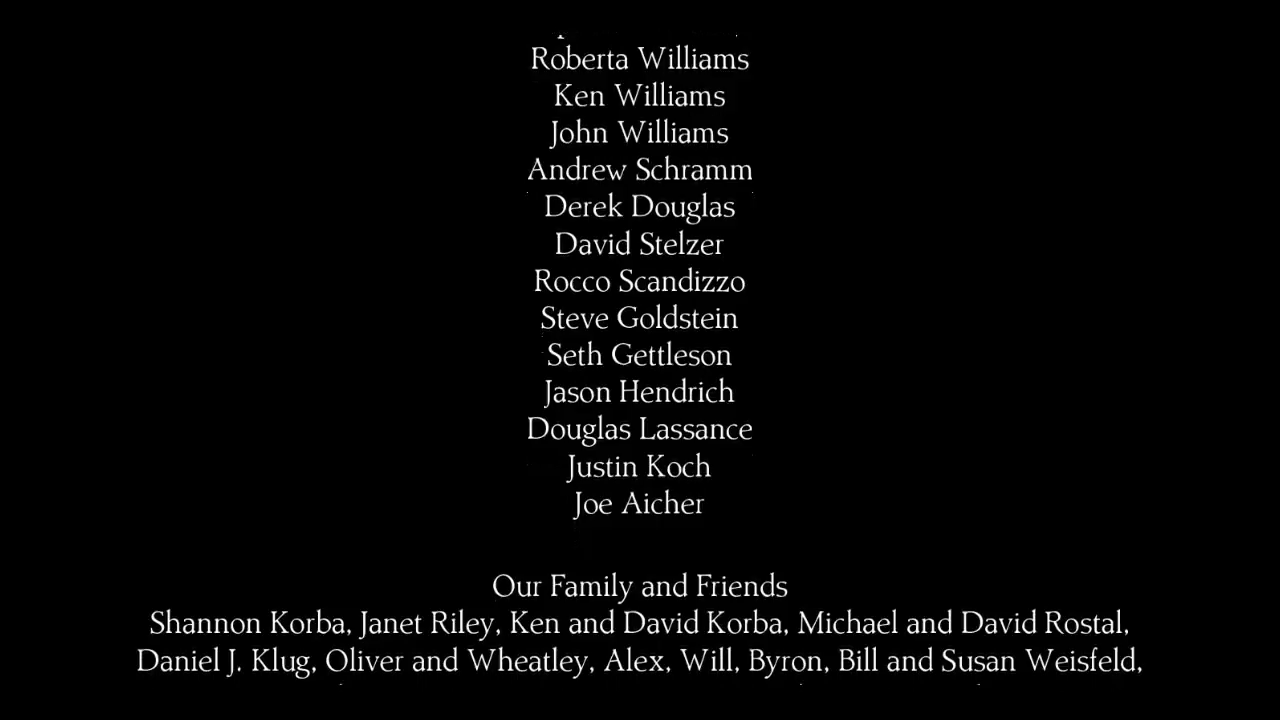 Roberta Williams
Ken Williams
John Williams
Andrew Schramm
Derek Douglas
David Stelzer
Rocco Scandizzo
Steve Goldstein
Seth Gettleson
Jason Hendrich
Douglas Lassance
Justin Koch
Joe Aicher
Our Family and Friends
Shannon Korba, Janet Riley, Ken and David Korba, Michael and David Rostal,
Daniel J. Klug, Oliver and Wheatley, Alex, Will, Byron, Bill and Susan Weisfeld,